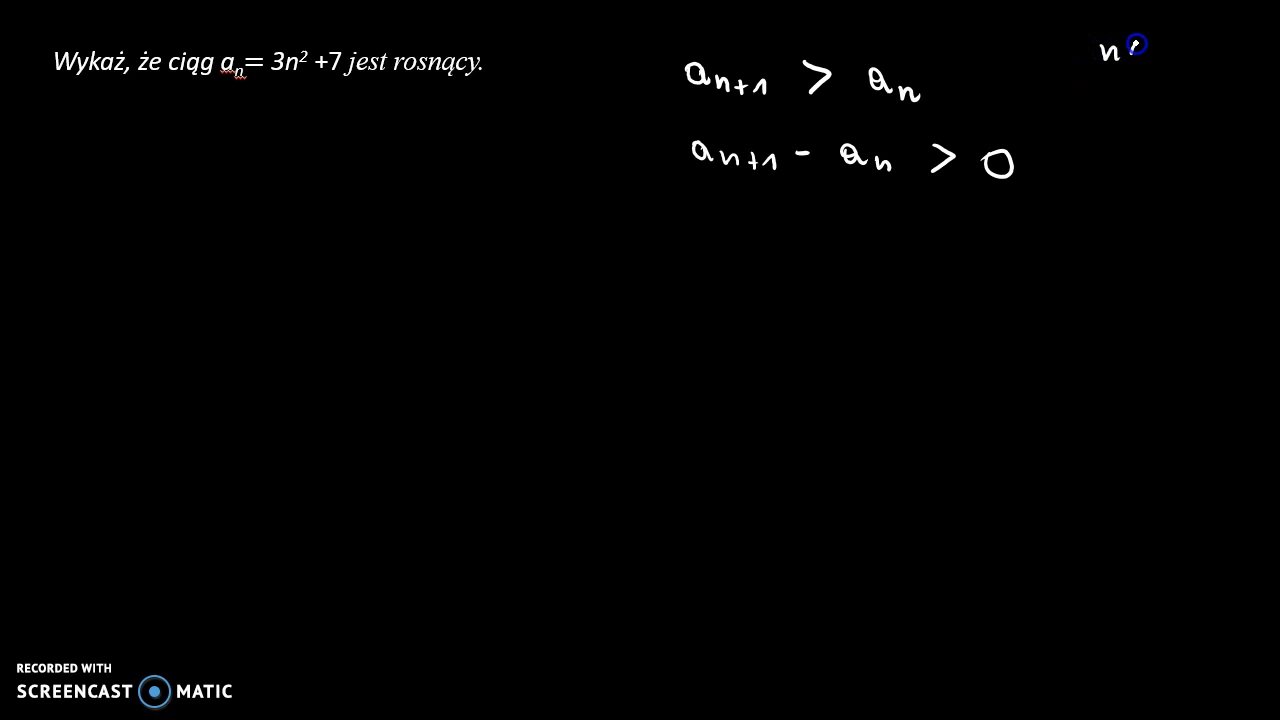 Wykaż, że ciąg aₙ= 3n² +7 jest rosnący.
aₙ₊₁ > aₙ
aₙ₊₁ - aₙ > 0
n
RECORDED WITH
SCREENCAST MATIC